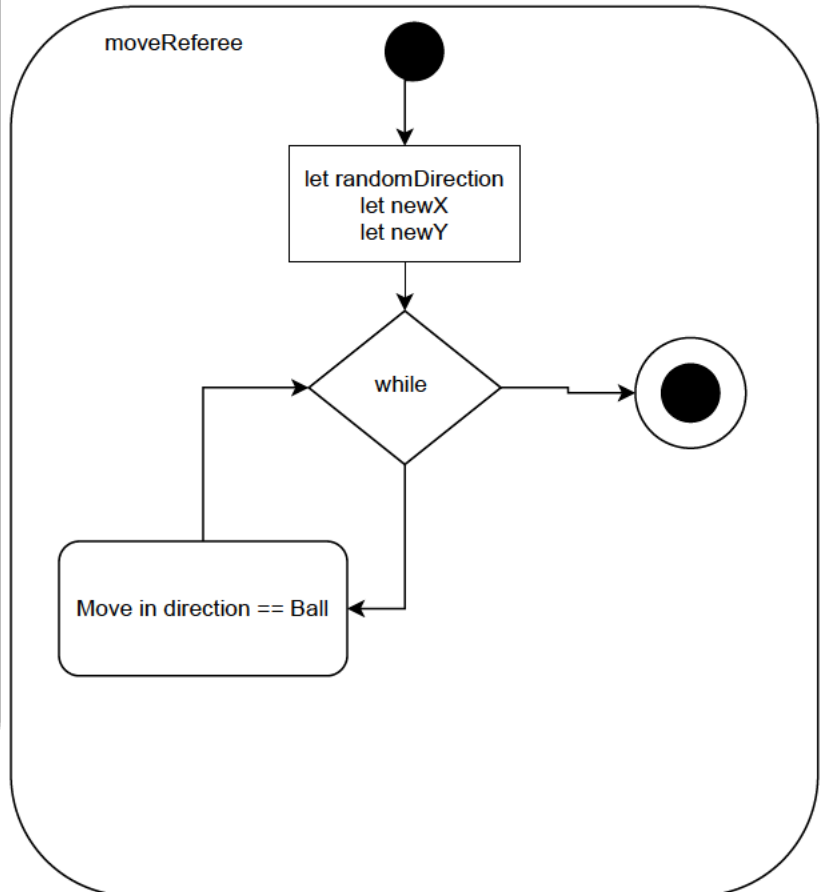 moveReferee
let randomDirection
let newX
let newY
while
Move in direction == Ball